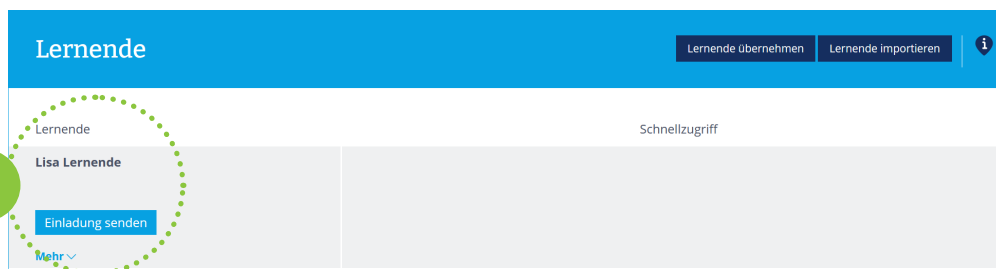 Lernende
Lernende übernehmen
Lernende importieren
Lernende
Schnellzugriff
Lisa Lernende
Einladung senden
Mehr